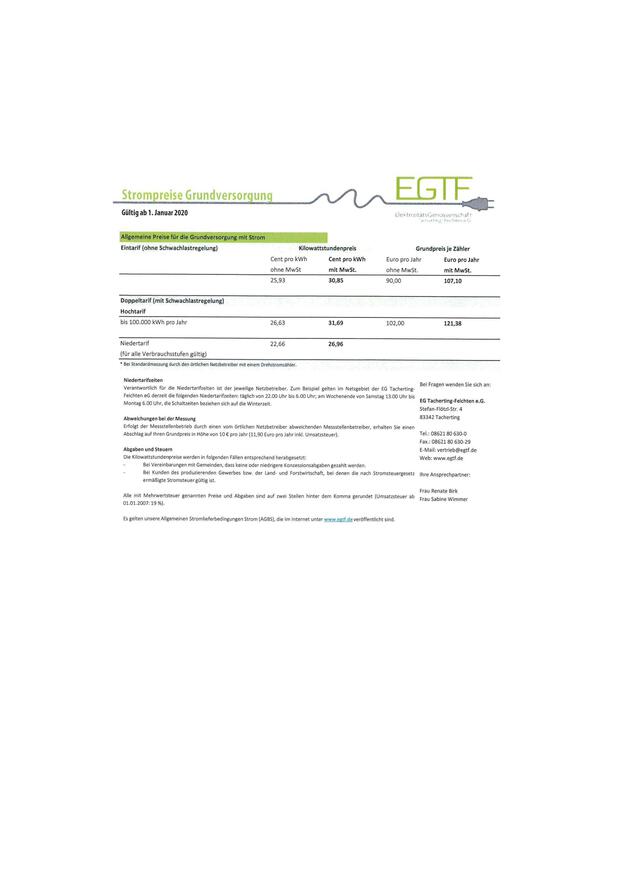 Strompreise Grundversorgung
EGTF
Gültig ab 1. Januar 2020
ElektrizitätsGenossenschaft
Tacherting-Feichten e.G.
Allgemeine Preise für die Grundversorgung mit Strom
Eintarif (ohne Schwachlastregelung) Kilowattstundenpreis Grundpreis je Zähler
Cent pro kWh Cent pro kWh Euro pro Jahr Euro pro Jahr
ohne MwSt mit MwSt. ohne MwSt. mit MwSt.
25,93 30,85 90,00 107,10
Doppeltarif (mit Schwachlastregelung)
Hochtarif
bis 100.000 kWh pro Jahr 26,63 31,69 102,00 121,38
Niedertarif 22,66 26,96
(für alle Verbrauchsstufen gültig)
* Bei Standardmessung durch den örtlichen Netzbetreiber mit einem Drehstromzähler.
Niedertarifzeiten
Verantwortlich für die Niedertarifzeiten ist der jeweilige Netzbetreiber. Zum Beispiel gelten im Netzgebiet der EG Tacherting-
Feichten eG derzeit die folgenden Niedertarifzeiten: täglich von 22.00 Uhr bis 6.00 Uhr; am Wochenende von Samstag 13.00 Uhr bis
Montag 6.00 Uhr, die Schaltzeiten beziehen sich auf die Winterzeit.
Abweichungen bei der Messung
Erfolgt der Messstellenbetrieb durch einen vom örtlichen Netzbetreiber abweichenden Messstellenbetreiber, erhalten Sie einen
Abschlag auf Ihren Grundpreis in Höhe von 10 € pro Jahr (11,90 Euro pro Jahr inkl. Umsatzsteuer).
Abgaben und Steuern
Die Kilowattstundenpreise werden in folgenden Fällen entsprechend herabgesetzt:
- Bei Vereinbarungen mit Gemeinden, dass keine oder niedrigere Konzessionsabgaben gezahlt werden.
- Bei Kunden des produzierenden Gewerbes bzw. der Land- und Forstwirtschaft, bei denen die nach Stromsteuergesetz
ermäßigte Stromsteuer gültig ist.
Alle mit Mehrwertsteuer genannten Preise und Abgaben sind auf zwei Stellen hinter dem Komma gerundet (Umsatzsteuer ab
01.01.2007: 19 %).
Es gelten unsere Allgemeinen Stromlieferbedingungen Strom (AGBS), die im Internet unter www.egtf.de veröffentlicht sind.
Bei Fragen wenden Sie sich an:
EG Tacherting-Feichten e.G.
Stefan-Flötzl-Str. 4
83342 Tacherting
Tel.: 08621 80 630-0
Fax.: 08621 80 630-29
E-Mail: vertrieb@egtf.de
Web: www.egtf.de
Ihre Ansprechpartner:
Frau Renate Birk
Frau Sabine Wimmer